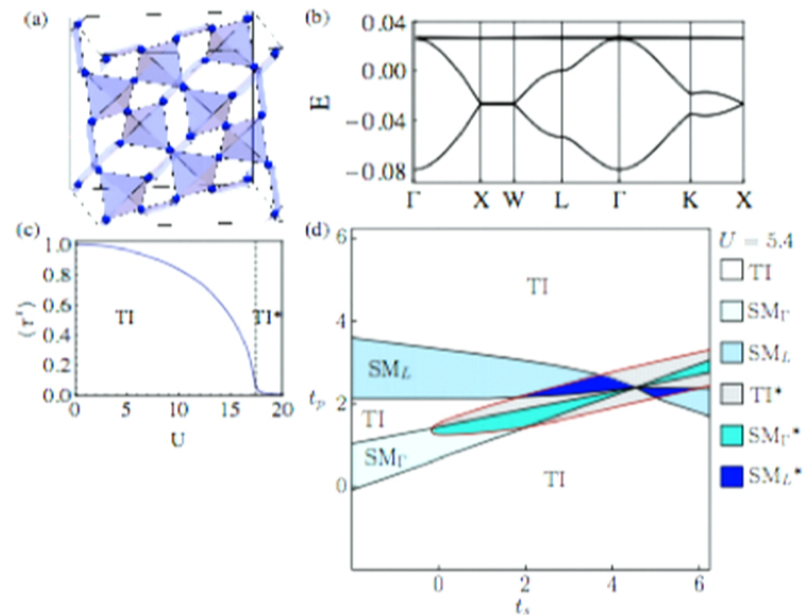 (a)
(b)
0.04
0.00
−0.04
−0.08
E
Γ X W L Γ K X
(c)
1.0
0.8
0.6
0.4
0.2
0.0
⟨τˣ⟩
TI
TI*
0 5 10 15 20
U
(d)
4
2
0
t_p
TI
SM_L
TI
SM_Γ
TI
0 2 4 6
t_s
U = 5.4
TI
SM_Γ
SM_L
TI*
SM_Γ*
SM_L*